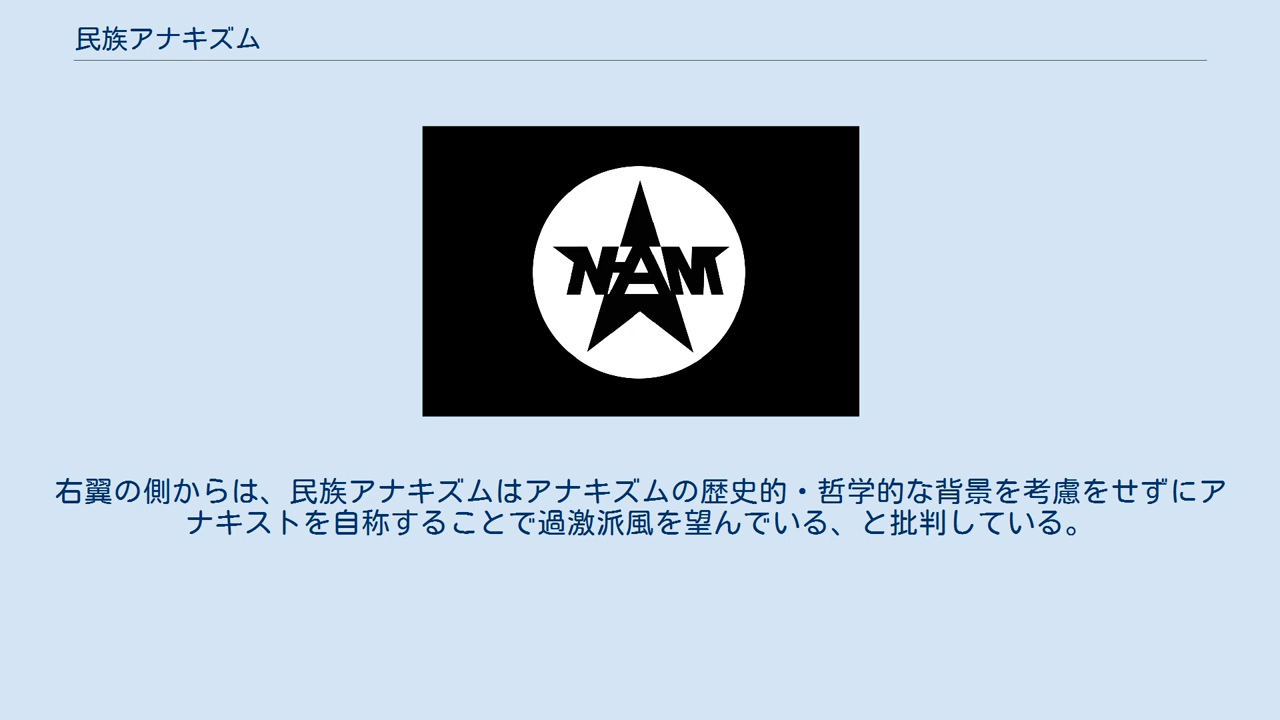 民族アナキズム
NAM
右翼の側からは、民族アナキズムはアナキズムの歴史的・哲学的な背景を考慮をせずにア
ナキストを自称することで過激派風を望んでいる、と批判している。